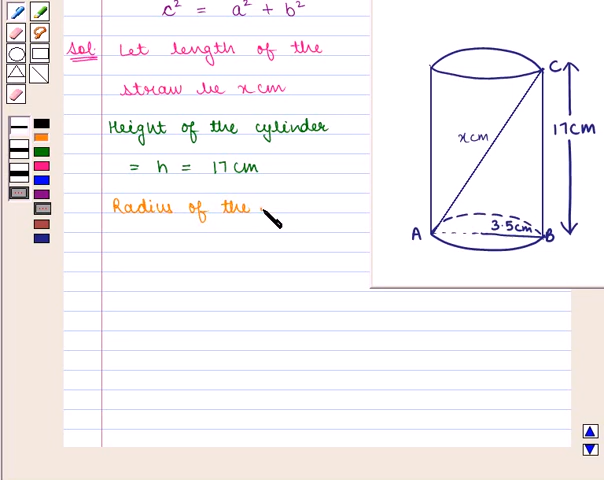 c² = a² + b²
Sol: Let length of the
straw be x cm
Height of the cylinder
= h = 17 cm
Radius of the
C
x cm
17 CM
3.5 cm
A
B